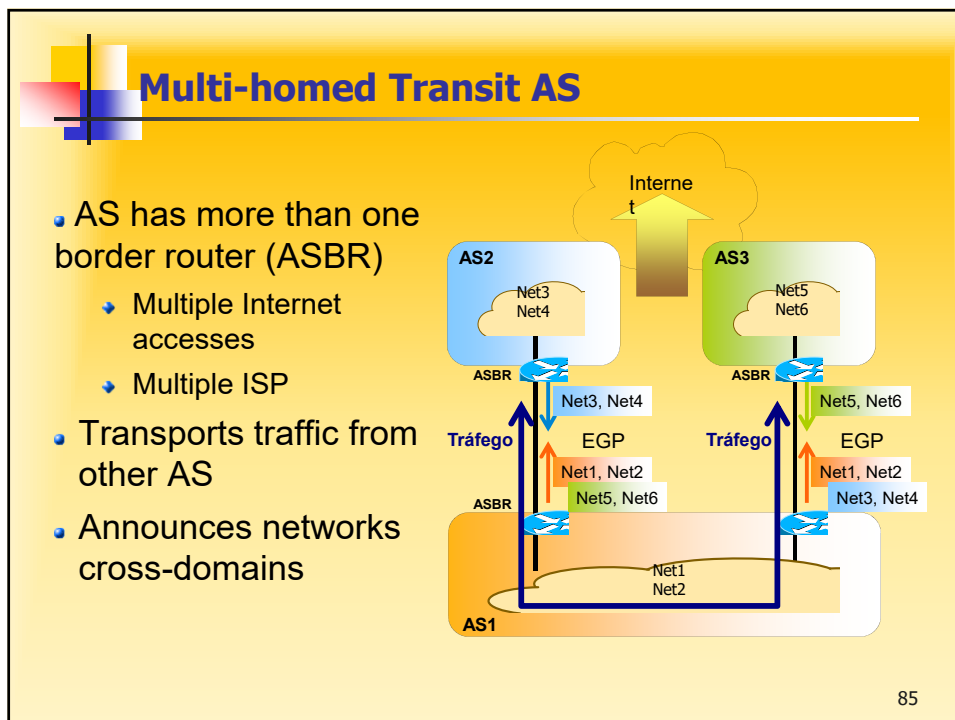 Multi-homed Transit AS
AS has more than one
border router (ASBR)
Multiple Internet
accesses
Multiple ISP
Transports traffic from
other AS
Announces networks
cross-domains
Interne
t
AS2
Net3
Net4
AS3
Net5
Net6
ASBR
ASBR
Net3, Net4
Net5, Net6
Tráfego
EGP
Tráfego
EGP
Net1, Net2
Net5, Net6
Net1, Net2
Net3, Net4
ASBR
Net1
Net2
AS1
85